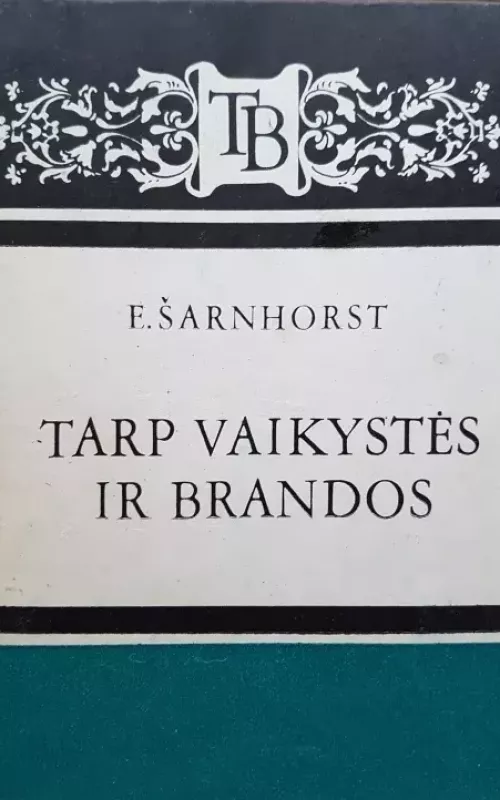 TB
E. ŠARNHORST
TARP VAIKYSTĖS
IR BRANDOS